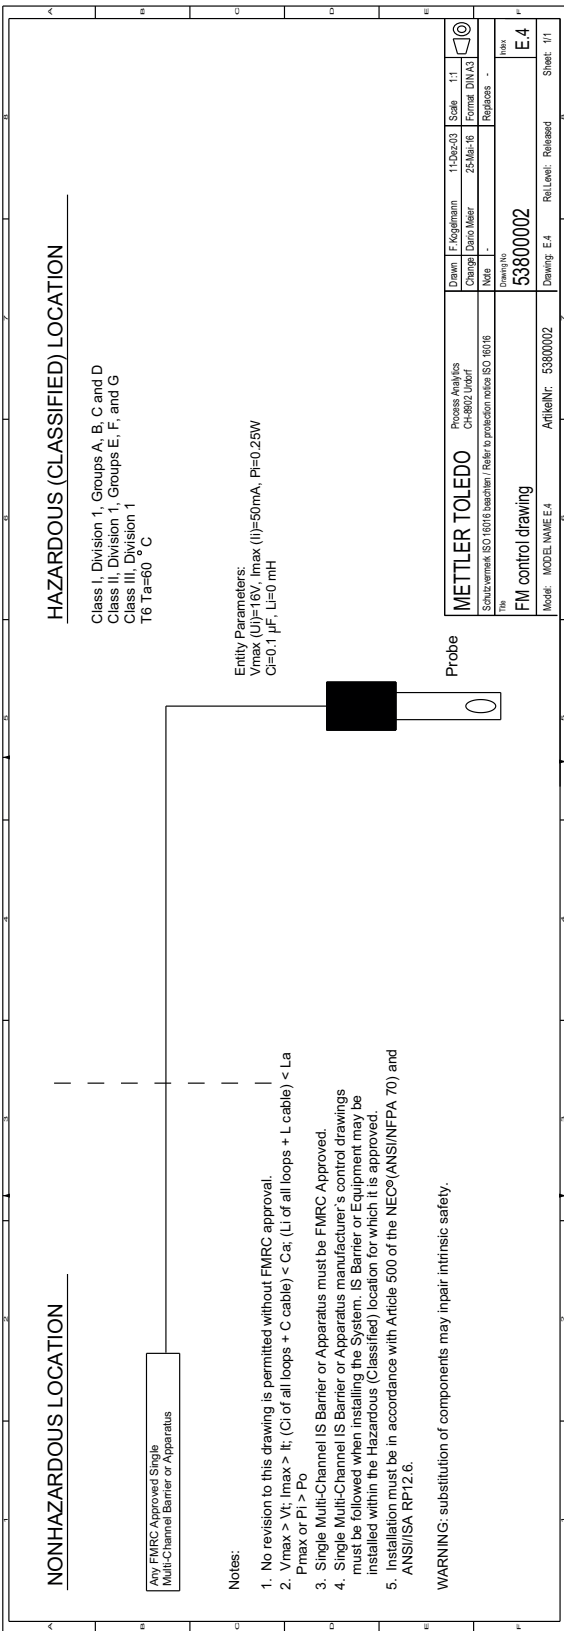 NONHAZARDOUS LOCATION
HAZARDOUS (CLASSIFIED) LOCATION
Any FMRC Approved Single
Multi-Channel Barrier or Apparatus
Class I, Division 1, Groups A, B, C and D
Class II, Division 1, Groups E, F, and G
Class III, Division 1
T6 Ta=60 °C
Entity Parameters:
Vmax (Ui)=16V, Imax (Ii)=50mA, Pi=0.25W
Ci=0.1 µF, Li=0 mH
Probe
Notes:
1. No revision to this drawing is permitted without FMRC approval.
2. Vmax > Vt; Imax > It; (Ci of all loops + C cable) < Ca; (Li of all loops + L cable) < La
Pmax or Pi > Po
3. Single Multi-Channel IS Barrier or Apparatus must be FMRC Approved.
4. Single Multi-Channel IS Barrier or Apparatus manufacturer`s control drawings
must be followed when installing the System. IS Barrier or Equipment may be
installed within the Hazardous (Classified) location for which it is approved.
5. Installation must be in accordance with Article 500 of the NEC®(ANSI/NFPA 70) and
ANSI/ISA RP12.6.
WARNING: substitution of components may inpair intrinsic safety.
METTLER TOLEDO
Process Analytics
CH-8902 Urdorf
Drawn F.Kogelmann 11-Dez-03 Scale 1:1
Change Dario Meier 25-Mai-16 Format DIN A3
Schutzvermerk ISO 16016 beachten / Refer to protection notice ISO 16016
Note - Replaces -
Title
FM control drawing
Drawing No
53800002
Index
E.4
Model: MODEL NAME E.4 ArtikelNr: 53800002 Drawing: E.4 Rel.Level: Released Sheet: 1/1
1 2 3 4 5 6 7 8
A B C D E F
A B C D E F